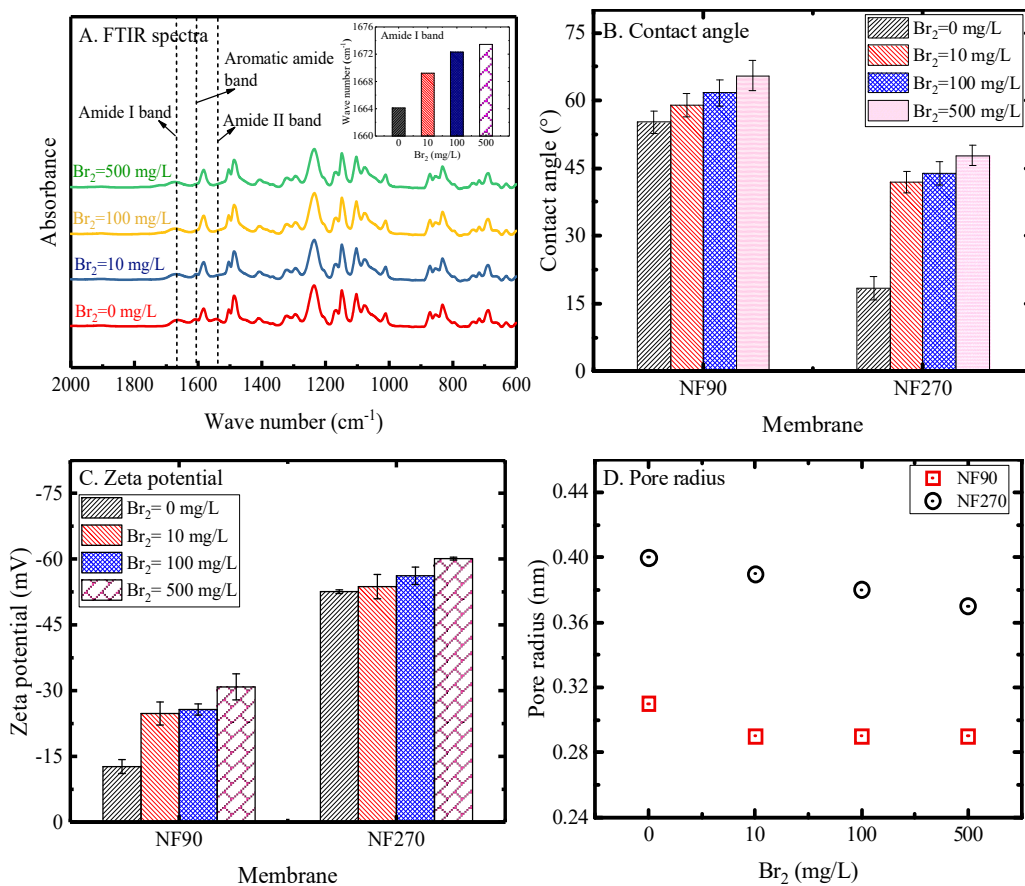 A. FTIR spectra
Aromatic amide
band
Amide I band
Amide II band
Br2=500 mg/L
Br2=100 mg/L
Br2=10 mg/L
Br2=0 mg/L
Absorbance
2000 1800 1600 1400 1200 1000 800 600
Wave number (cm-1)
Amide I band
1676
1672
1668
1664
1660
Wave number (cm-1)
0 10 100 500
Br2 (mg/L)
B. Contact angle
Br2=0 mg/L
Br2=10 mg/L
Br2=100 mg/L
Br2=500 mg/L
75
60
45
30
15
0
Contact angle (°)
NF90 NF270
Membrane
C. Zeta potential
Br2= 0 mg/L
Br2= 10 mg/L
Br2= 100 mg/L
Br2= 500 mg/L
-75
-60
-45
-30
-15
0
Zeta potential (mV)
NF90 NF270
Membrane
D. Pore radius
NF90
NF270
0.44
0.40
0.36
0.32
0.28
0.24
Pore radius (nm)
0 10 100 500
Br2 (mg/L)